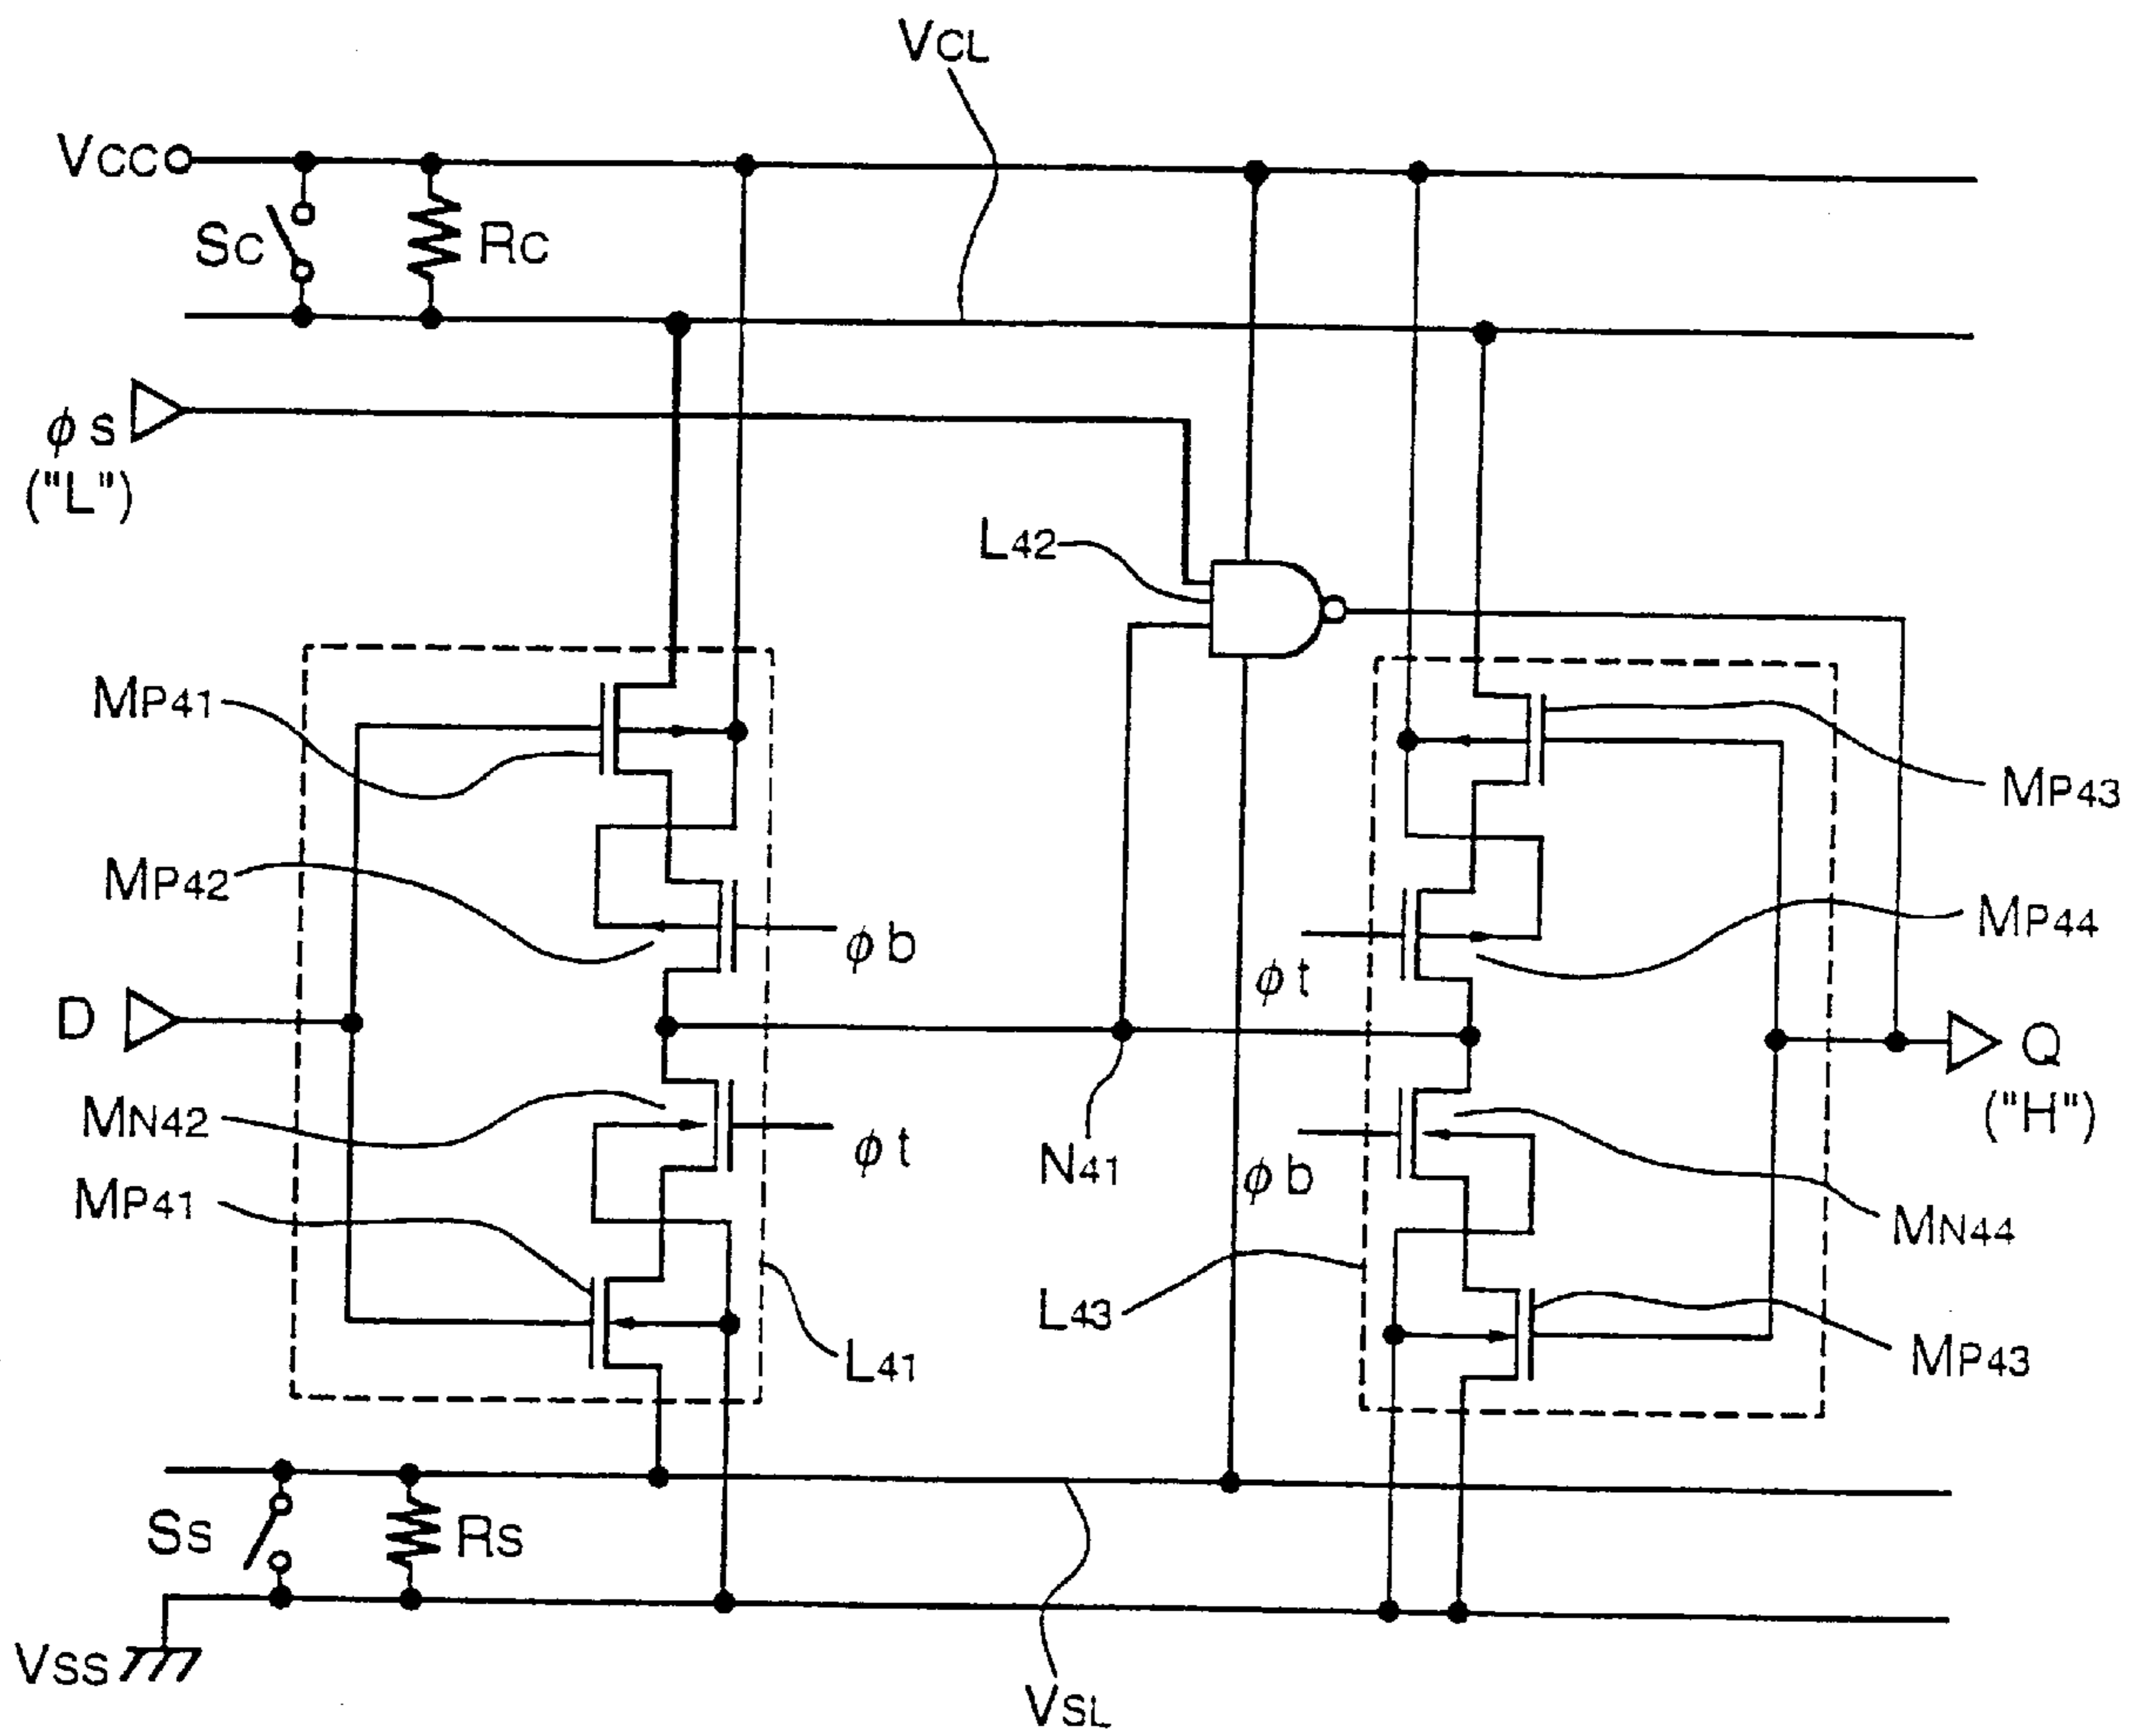 VCL
VCC
SC
RC
φs
("L")
L42
MP41
MP43
MP42
φb
MP44
φt
D
Q
("H")
MN42
φt
N41
φb
MP41
MN44
L43
L41
MP43
SS
RS
VSS
VSL